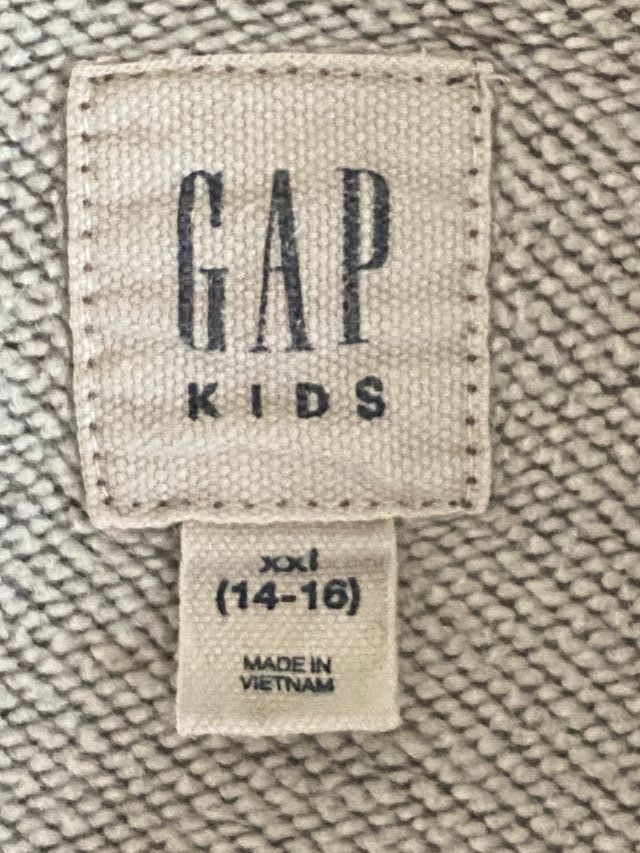 GAP
KIDS
xxl
(14-16)
MADE IN
VIETNAM